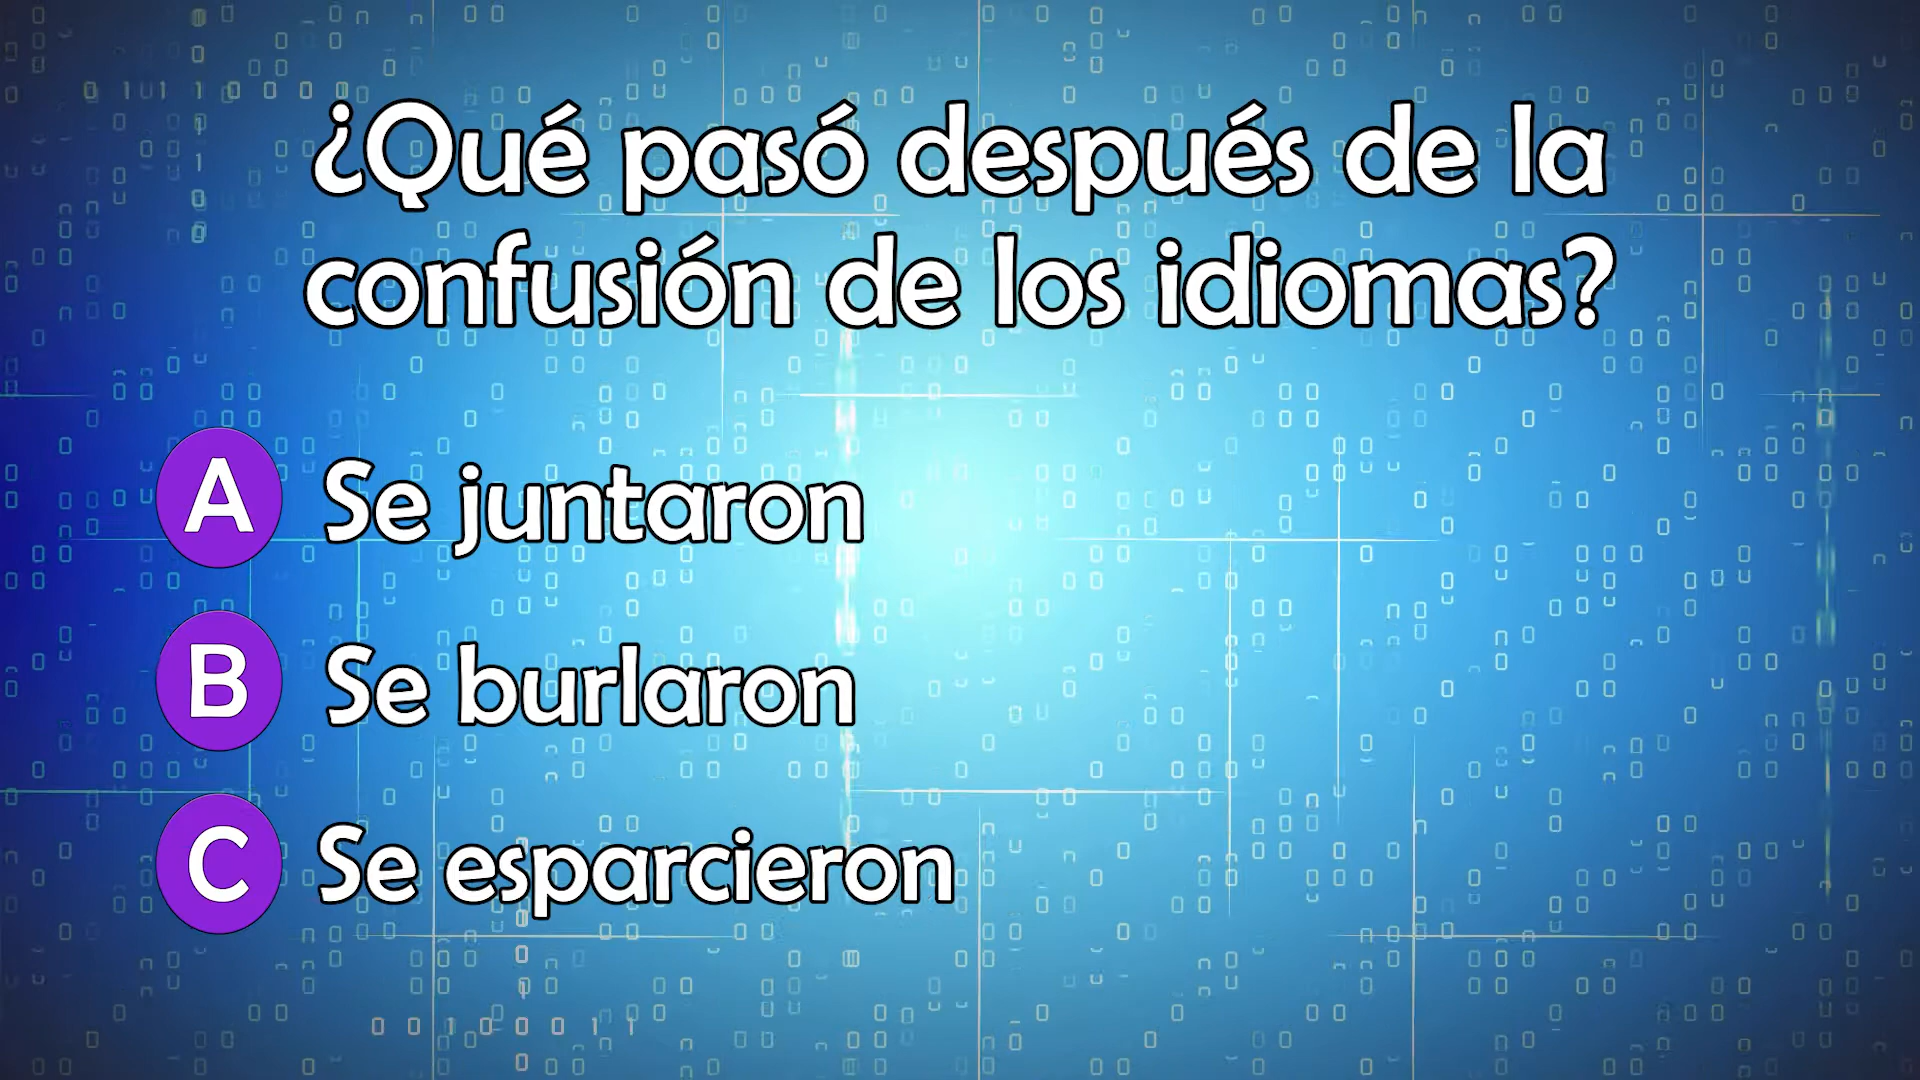 ¿Qué pasó después de la
confusión de los idiomas?
A Se juntaron
B Se burlaron
C Se esparcieron